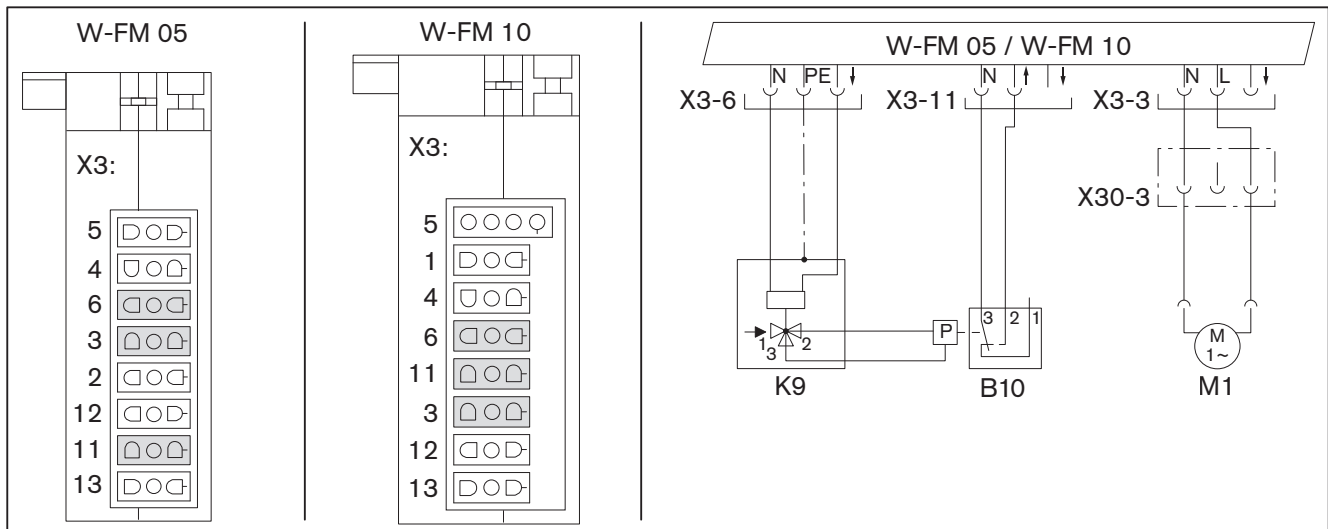 W-FM 05
X3:
5
4
6
3
2
12
11
13
W-FM 10
X3:
5
1
4
6
11
3
12
13
W-FM 05 / W-FM 10
N PE N N L
X3-6 X3-11 X3-3
X30-3
P 3 2 1
1 2
3
M
1~
K9 B10 M1